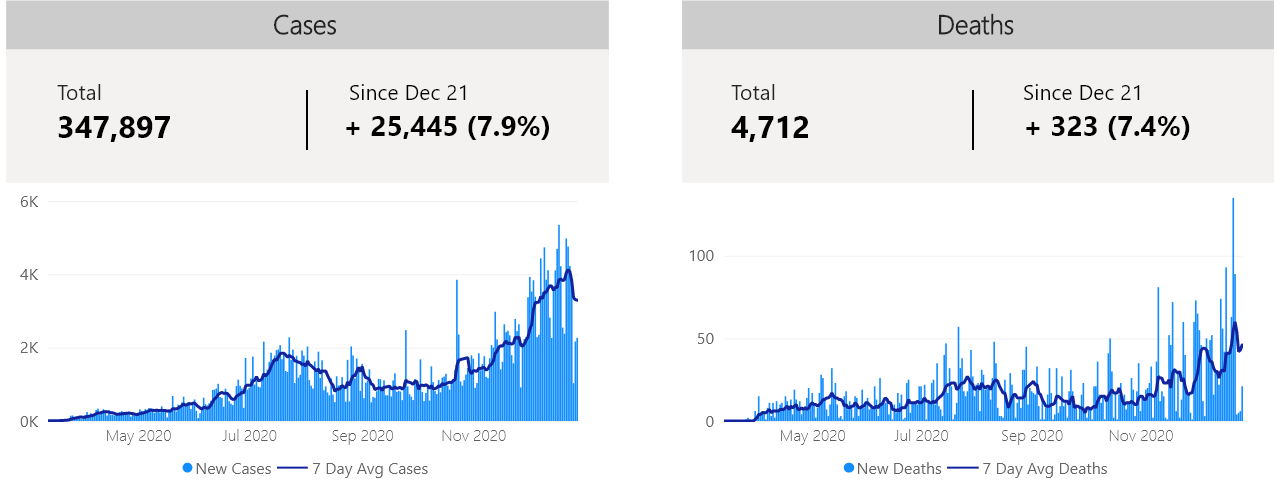 Cases
Total
347,897
Since Dec 21
+ 25,445 (7.9%)
6K
4K
2K
0K
May 2020 Jul 2020 Sep 2020 Nov 2020
New Cases 7 Day Avg Cases
Deaths
Total
4,712
Since Dec 21
+ 323 (7.4%)
100
50
0
May 2020 Jul 2020 Sep 2020 Nov 2020
New Deaths 7 Day Avg Deaths